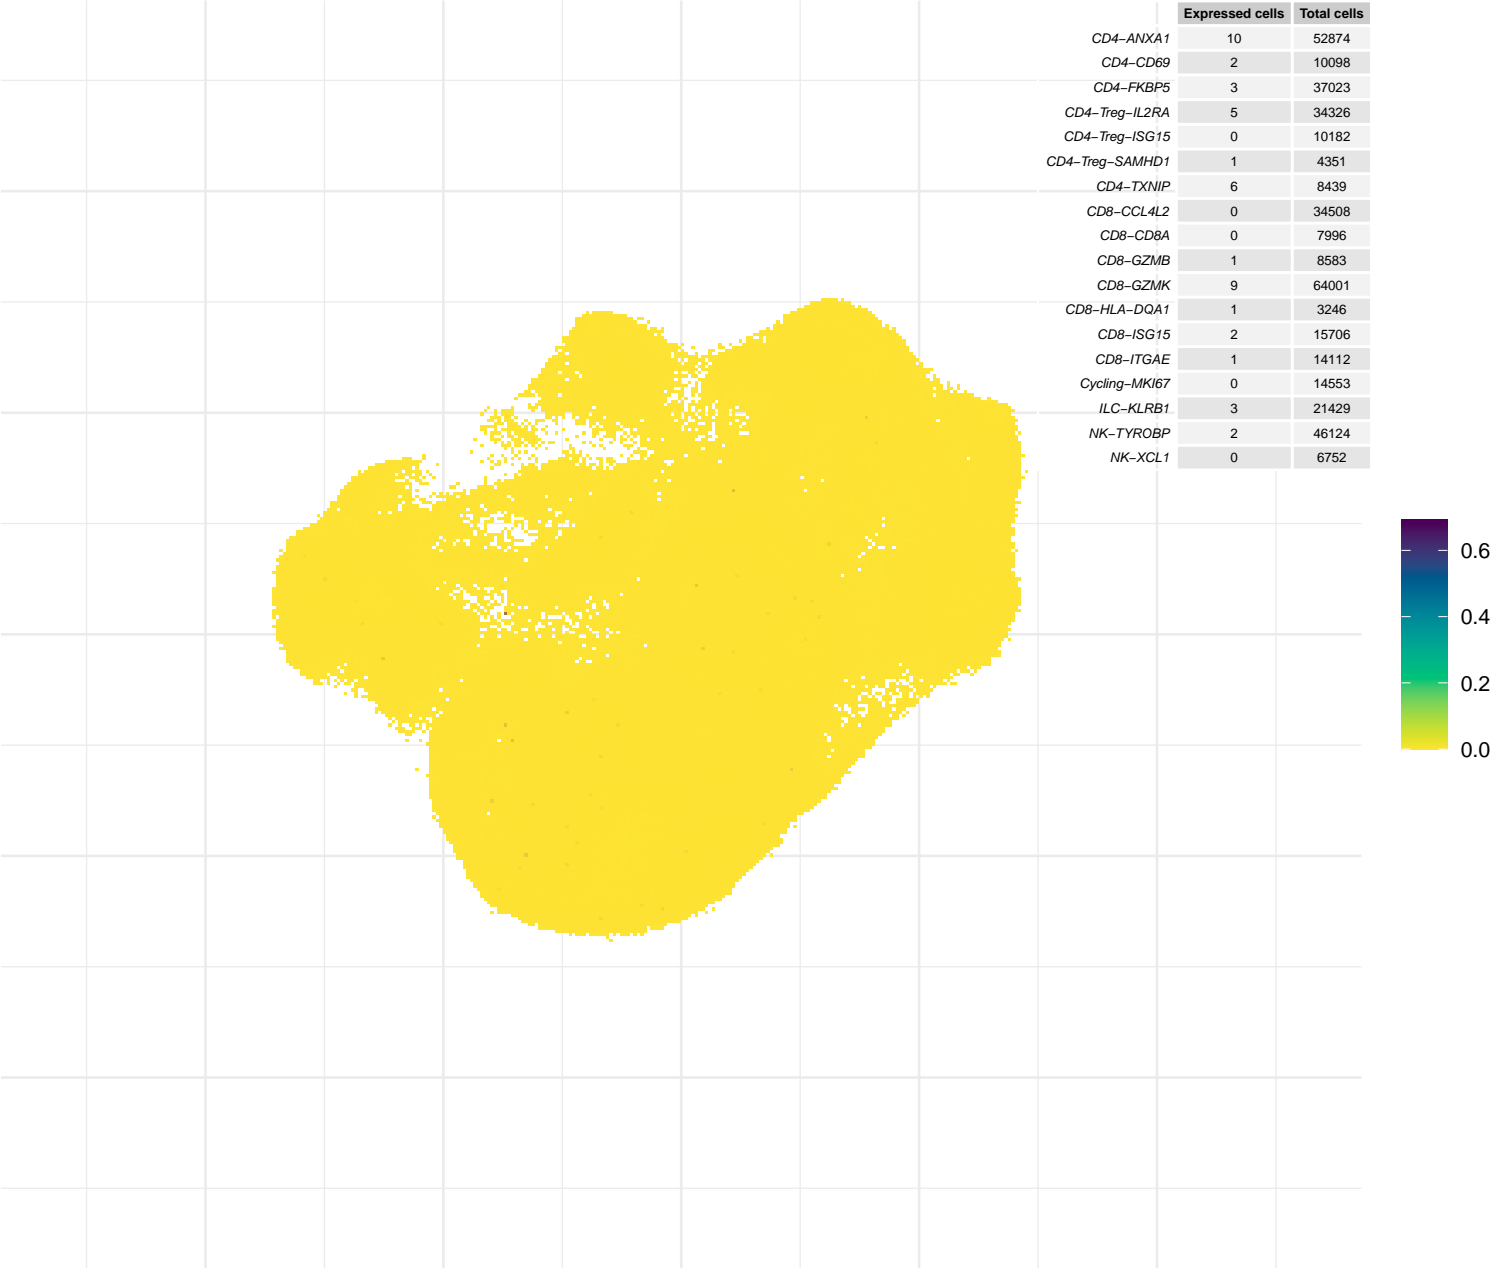 Expressed cells Total cells
CD4−ANXA1 10 52874
CD4−CD69 2 10098
CD4−FKBP5 3 37023
CD4−Treg−IL2RA 5 34326
CD4−Treg−ISG15 0 10182
CD4−Treg−SAMHD1 1 4351
CD4−TXNIP 6 8439
CD8−CCL4L2 0 34508
CD8−CD8A 0 7996
CD8−GZMB 1 8583
CD8−GZMK 9 64001
CD8−HLA−DQA1 1 3246
CD8−ISG15 2 15706
CD8−ITGAE 1 14112
Cycling−MKI67 0 14553
ILC−KLRB1 3 21429
NK−TYROBP 2 46124
NK−XCL1 0 6752
0.6
0.4
0.2
0.0